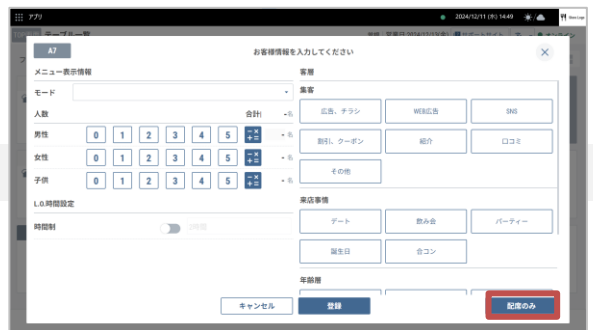 アプリ
2024/12/11 (水) 14:49
テーブル一覧
A7
お客様情報を入力してください
メニュー表示情報
客層
モード
集客
広告、チラシ
WEB広告
SNS
人数
合計
-名
男性
0 1 2 3 4 5
-名
割引、クーポン
紹介
口コミ
女性
0 1 2 3 4 5
-名
その他
子供
0 1 2 3 4 5
-名
L.O.時間設定
来店事情
時間制
デート
飲み会
パーティー
誕生日
合コン
年齢層
キャンセル
登録
配席のみ